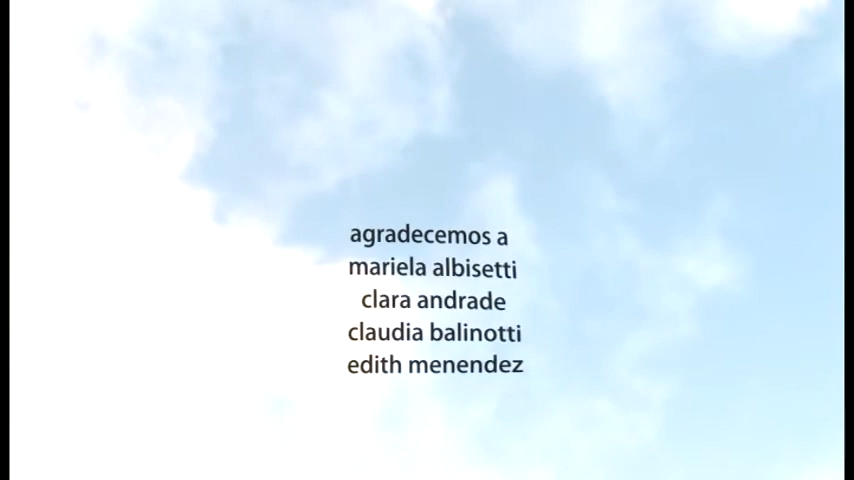 agradecemos a
mariela albisetti
clara andrade
claudia balinotti
edith menendez